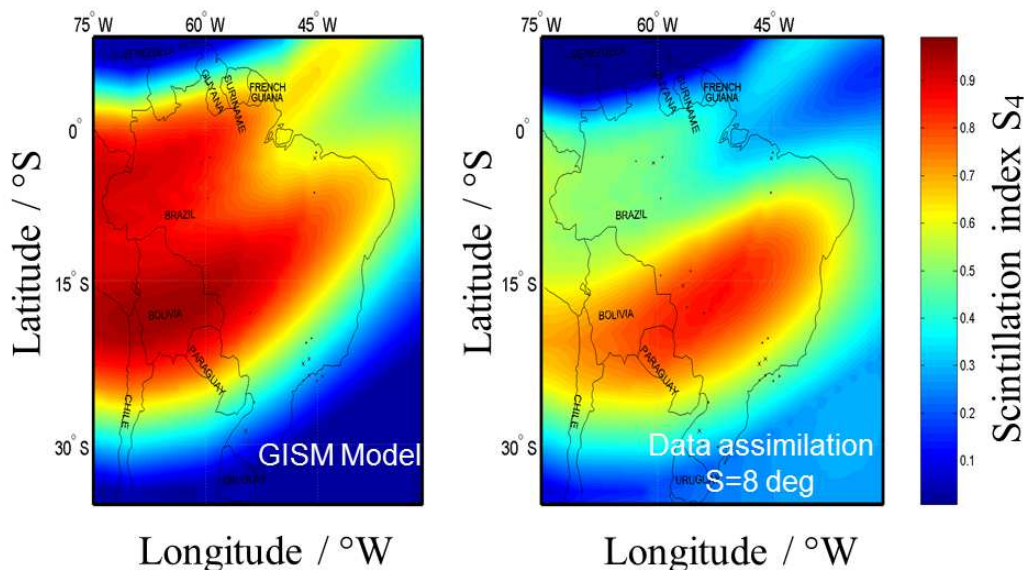 75° W 60° W 45° W
75° W 60° W 45° W
0°
15° S
30° S
Latitude / °S
GUYANA
SURINAME
FRENCH
GUIANA
BRAZIL
BOLIVIA
PARAGUAY
CHILE
URUGUAY
GISM Model
Longitude / °W
0°
15° S
30° S
Latitude / °S
GUYANA
SURINAME
FRENCH
GUIANA
BRAZIL
BOLIVIA
PARAGUAY
CHILE
Data assimilation
S=8 deg
URUGUAY
Longitude / °W
0.9
0.8
0.7
0.6
0.5
0.4
0.3
0.2
0.1
Scintillation index S4